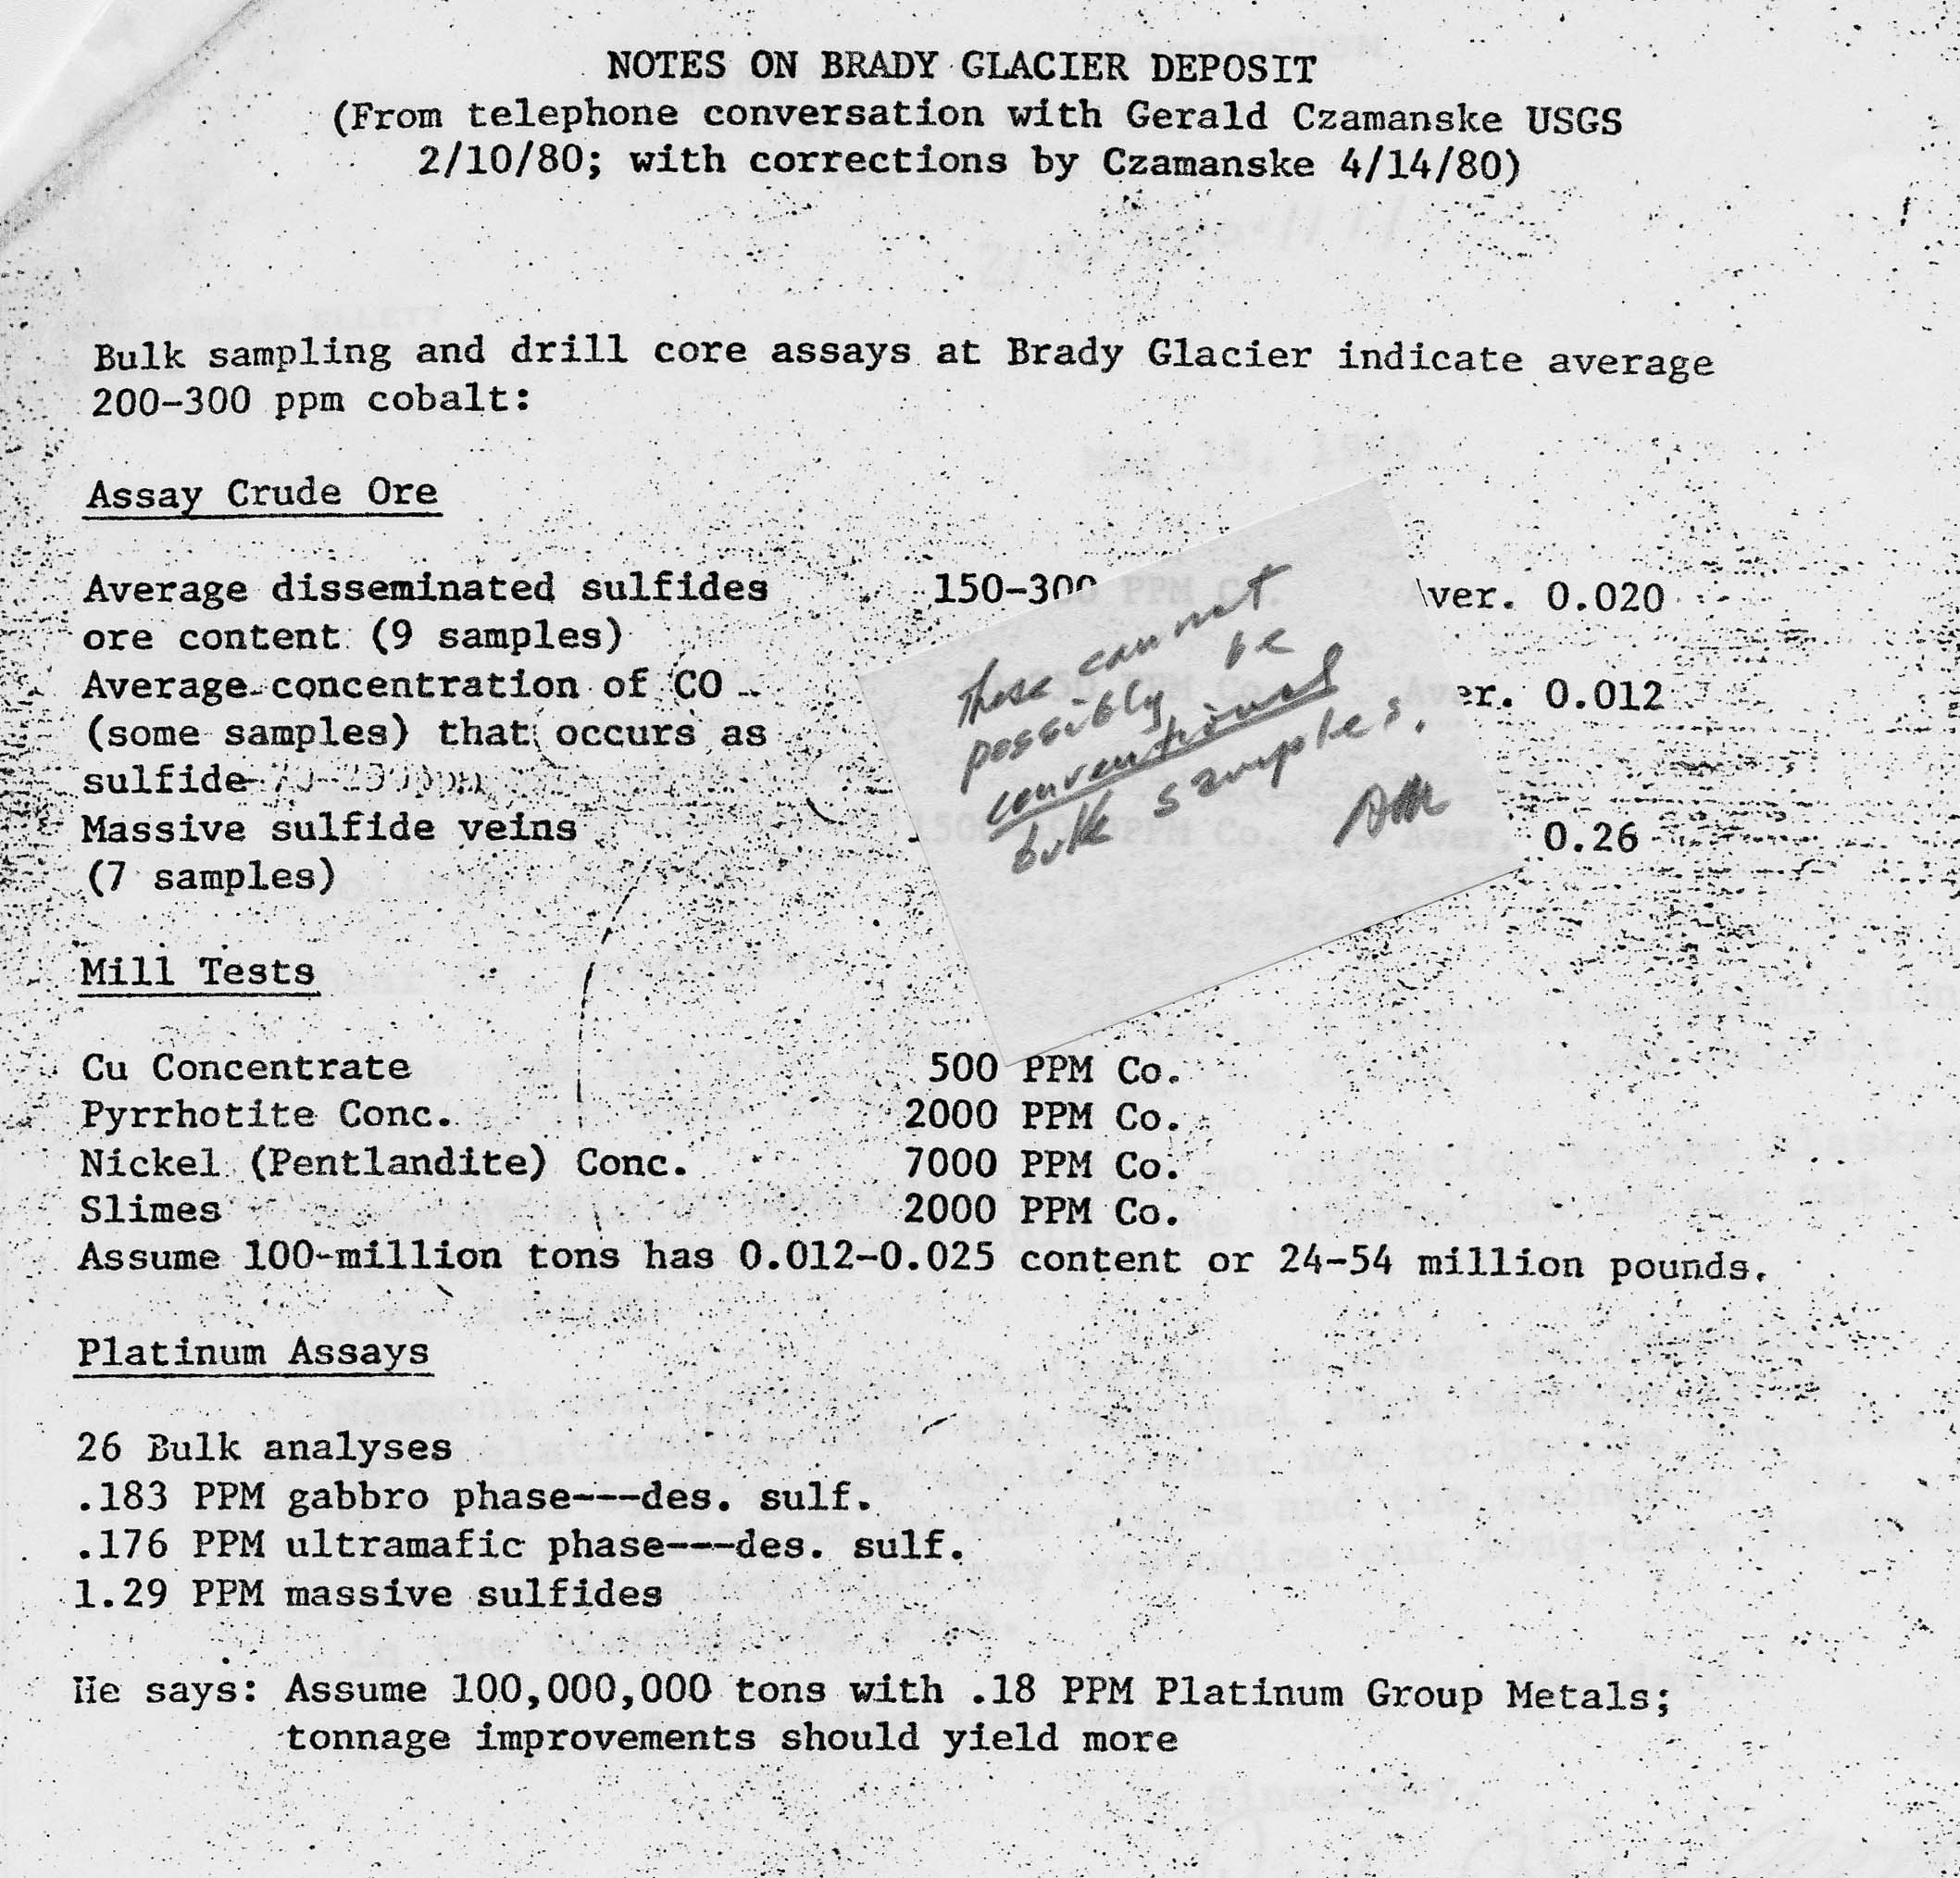 NOTES ON BRADY GLACIER DEPOSIT
(From telephone conversation with Gerald Czamanske USGS
2/10/80; with corrections by Czamanske 4/14/80)
Bulk sampling and drill core assays at Brady Glacier indicate average
200-300 ppm cobalt:
Assay Crude Ore
Average disseminated sulfides 150-300 PPM Co. Aver. 0.020
ore content (9 samples)
Average concentration of CO Aver. 0.012
(some samples) that occurs as
sulfide
Massive sulfide veins PPM Co. Aver. 0.26
(7 samples)
These cannot
possibly be
conventional
bulk samples.
Mill Tests
Cu Concentrate 500 PPM Co.
Pyrrhotite Conc. 2000 PPM Co.
Nickel (Pentlandite) Conc. 7000 PPM Co.
Slimes 2000 PPM Co.
Assume 100-million tons has 0.012-0.025 content or 24-54 million pounds.
Platinum Assays
26 Bulk analyses
.183 PPM gabbro phase---des. sulf.
.176 PPM ultramafic phase---des. sulf.
1.29 PPM massive sulfides
He says: Assume 100,000,000 tons with .18 PPM Platinum Group Metals;
tonnage improvements should yield more